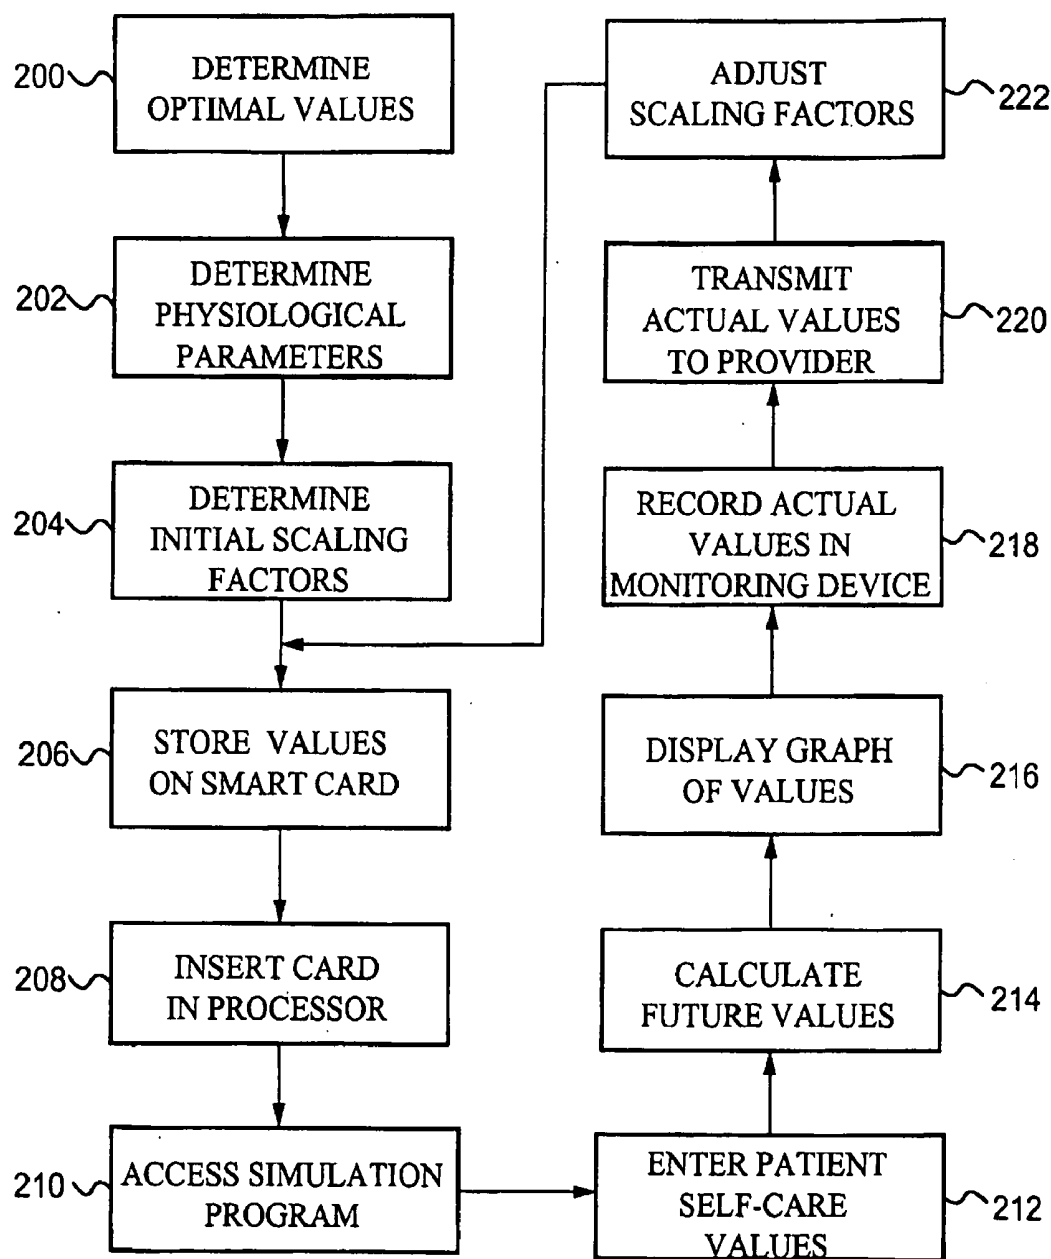 200
DETERMINE
OPTIMAL VALUES
202
DETERMINE
PHYSIOLOGICAL
PARAMETERS
204
DETERMINE
INITIAL SCALING
FACTORS
206
STORE VALUES
ON SMART CARD
208
INSERT CARD
IN PROCESSOR
210
ACCESS SIMULATION
PROGRAM
ENTER PATIENT
SELF-CARE
VALUES
212
CALCULATE
FUTURE VALUES
214
DISPLAY GRAPH
OF VALUES
216
RECORD ACTUAL
VALUES IN
MONITORING DEVICE
218
TRANSMIT
ACTUAL VALUES
TO PROVIDER
220
ADJUST
SCALING FACTORS
222